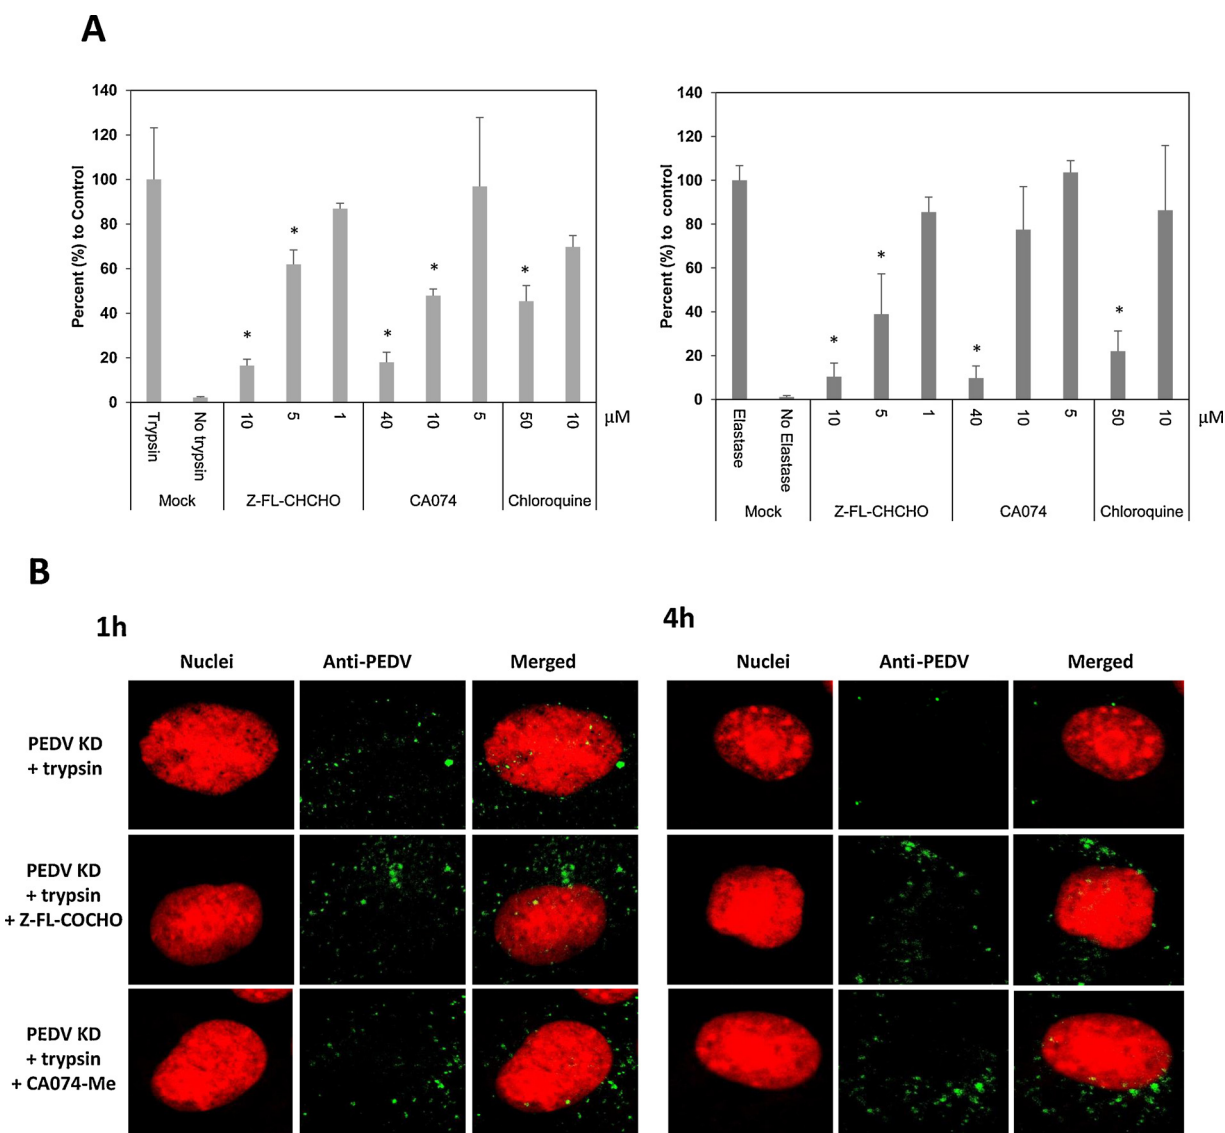 A
Percent (%) to Control
140
120
100
80
60
40
20
0
* * * * *
Trypsin No trypsin 10 5 1 40 10 5 50 10 μM
Mock Z-FL-CHCHO CA074 Chloroquine
Percent (%) to control
140
120
100
80
60
40
20
0
* * * *
Elastase No Elastase 10 5 1 40 10 5 50 10 μM
Mock Z-FL-CHCHO CA074 Chloroquine
B
1h
4h
Nuclei Anti-PEDV Merged Nuclei Anti-PEDV Merged
PEDV KD
+ trypsin
PEDV KD
+ trypsin
+ Z-FL-COCHO
PEDV KD
+ trypsin
+ CA074-Me